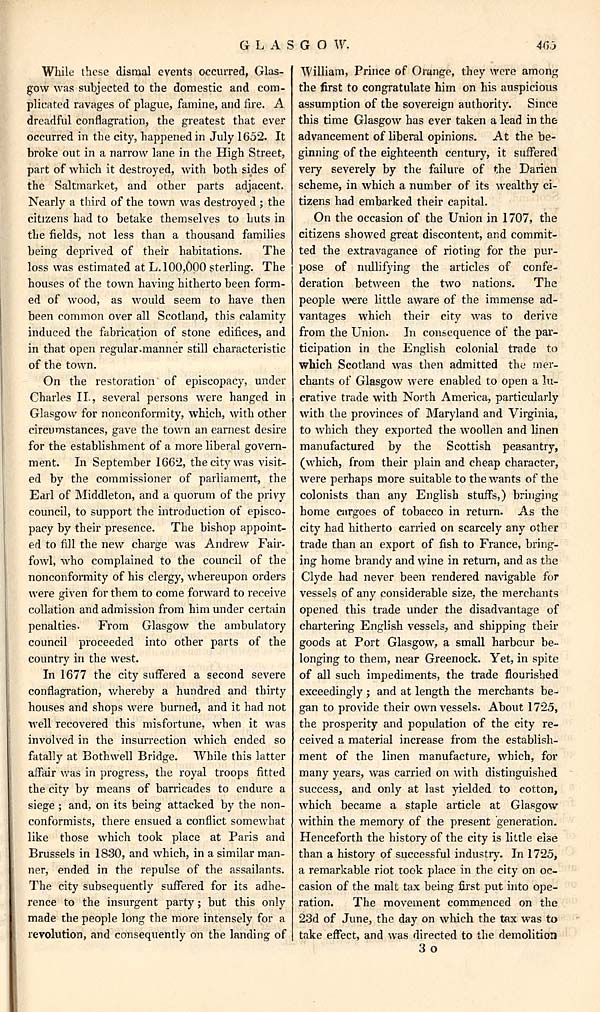 GLASGOW. 465
While these dismal events occurred, Glas-
gow was subjected to the domestic and com-
plicated ravages of plague, famine, and fire. A
dreadful conflagration, the greatest that ever
occurred in the city, happened in July 1652. It
broke out in a narrow lane in the High Street,
part of which it destroyed, with both sides of
the Saltmarket, and other parts adjacent.
Nearly a third of the town was destroyed; the
citizens had to betake themselves to huts in
the fields, not less than a thousand families
being deprived of their habitations. The
loss was estimated at L.100,000 sterling. The
houses of the town having hitherto been form-
ed of wood, as would seem to have then
been common over all Scotland, this calamity
induced the fabrication of stone edifices, and
in that open regular manner still characteristic
of the town.
On the restoration of episcopacy, under
Charles II., several persons were hanged in
Glasgow for nonconformity, which, with other
circumstances, gave the town an earnest desire
for the establishment of a more liberal govern-
ment. In September 1662, the city was visit-
ed by the commissioner of parliament, the
Earl of Middleton, and a quorum of the privy
council, to support the introduction of episco-
pacy by their presence. The bishop appoint-
ed to fill the new charge was Andrew Fair-
fowl, who complained to the council of the
nonconformity of his clergy, whereupon orders
were given for them to come forward to receive
collation and admission from him under certain
penalties. From Glasgow the ambulatory
council proceeded into other parts of the
country in the west.
In 1677 the city suffered a second severe
conflagration, whereby a hundred and thirty
houses and shops were burned, and it had not
well recovered this misfortune, when it was
involved in the insurrection which ended so
fatally at Bothwell Bridge. While this latter
affair was in progress, the royal troops fitted
the city by means of barricades to endure a
siege; and, on its being attacked by the non-
conformists, there ensued a conflict somewhat
like those which took place at Paris and
Brussels in 1830, and which, in a similar man-
ner, ended in the repulse of the assailants.
The city subsequently suffered for its adhe-
rence to the insurgent party; but this only
made the people long the more intensely for a
revolution, and consequently on the landing of
William, Prince of Orange, they were among
the first to congratulate him on his auspicious
assumption of the sovereign authority. Since
this time Glasgow has ever taken a lead in the
advancement of liberal opinions. At the be-
ginning of the eighteenth century, it suffered
very severely by the failure of the Darien
scheme, in which a number of its wealthy ci-
tizens had embarked their capital.
On the occasion of the Union in 1707, the
citizens showed great discontent, and commit-
ted the extravagance of rioting for the pur-
pose of nullifying the articles of confe-
deration between the two nations. The
people were little aware of the immense ad-
vantages which their city was to derive
from the Union. In consequence of the par-
ticipation in the English colonial trade to
which Scotland was then admitted the mer-
chants of Glasgow were enabled to open a lu-
crative trade with North America, particularly
with the provinces of Maryland and Virginia,
to which they exported the woollen and linen
manufactured by the Scottish peasantry,
(which, from their plain and cheap character,
were perhaps more suitable to the wants of the
colonists than any English stuffs,) bringing
home cargoes of tobacco in return. As the
city had hitherto carried on scarcely any other
trade than an export of fish to France, bring-
ing home brandy and wine in return, and as the
Clyde had never been rendered navigable for
vessels of any considerable size, the merchants
opened this trade under the disadvantage of
chartering English vessels, and shipping their
goods at Port Glasgow, a small harbour be-
longing to them, near Greenock. Yet, in spite
of all such impediments, the trade flourished
exceedingly; and at length the merchants be-
gan to provide their own vessels. About 1725,
the prosperity and population of the city re-
ceived a material increase from the establish-
ment of the linen manufacture, which, for
many years, was carried on with distinguished
success, and only at last yielded to cotton,
which became a staple article at Glasgow
within the memory of the present generation.
Henceforth the history of the city is little else
than a history of successful industry. In 1725,
a remarkable riot took place in the city on oc-
casion of the malt tax being first put into ope-
ration. The movement commenced on the
23d of June, the day on which the tax was to
take effect, and was directed to the demolition
3 o